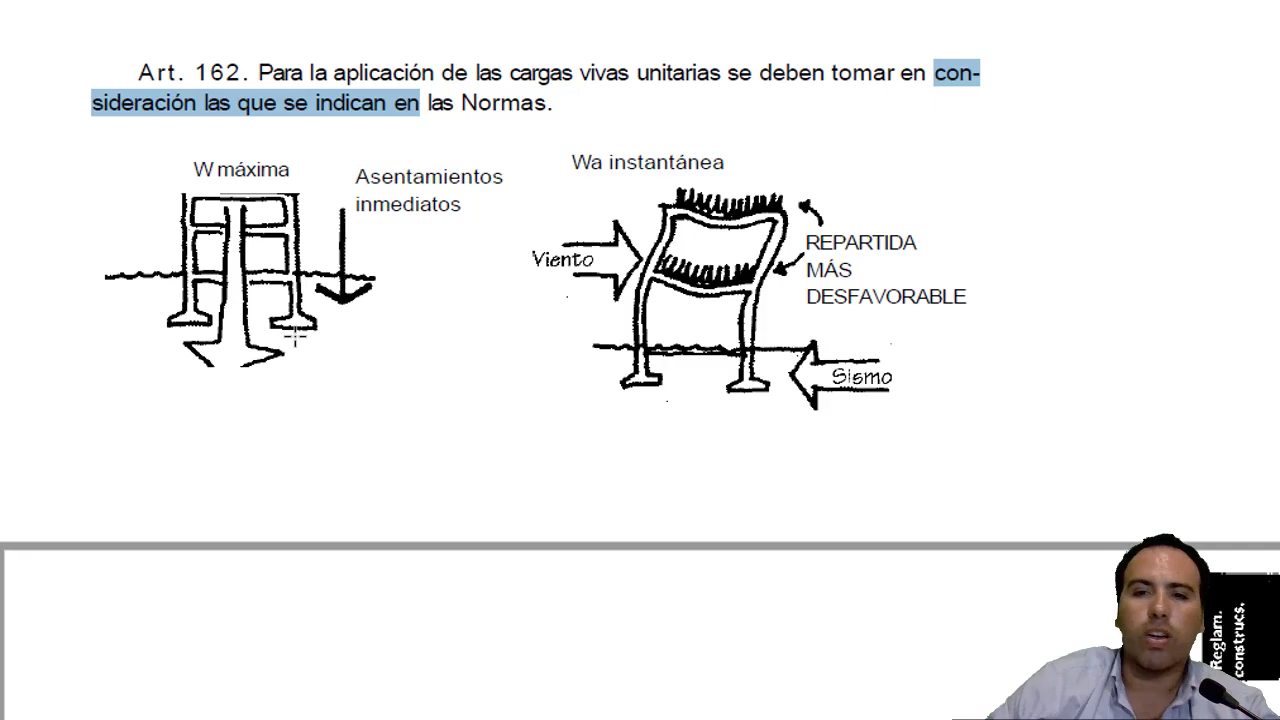 Art. 162. Para la aplicación de las cargas vivas unitarias se deben tomar en con-
sideración las que se indican en las Normas.
W máxima
Asentamientos
inmediatos
Wa instantánea
Viento
REPARTIDA
MÁS
DESFAVORABLE
Sismo
Reglam.
construcs.